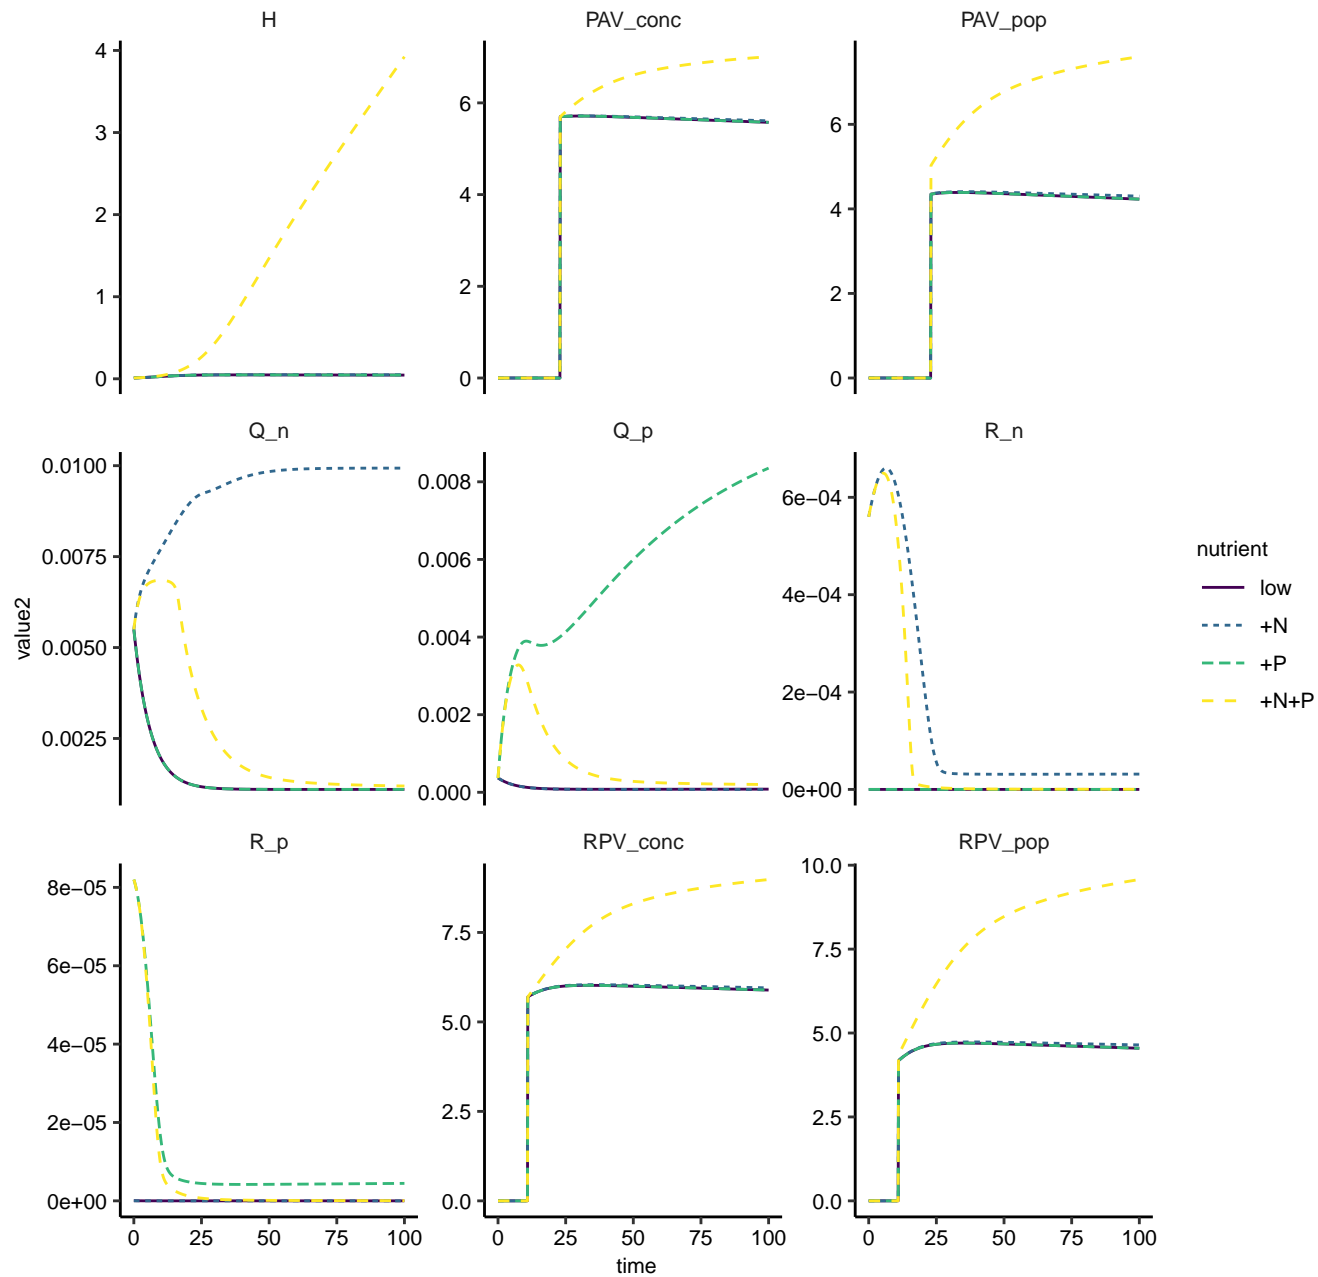 H
PAV_conc
PAV_pop
4
3
2
1
0
6
4
2
0
6
4
2
0
Q_n
Q_p
R_n
0.0100
0.0075
0.0050
0.0025
0.008
0.006
0.004
0.002
0.000
6e−04
4e−04
2e−04
0e+00
R_p
RPV_conc
RPV_pop
8e−05
6e−05
4e−05
2e−05
0e+00
7.5
5.0
2.5
0.0
10.0
7.5
5.0
2.5
0.0
0 25 50 75 100
0 25 50 75 100
0 25 50 75 100
time
value2
nutrient
low
+N
+P
+N+P